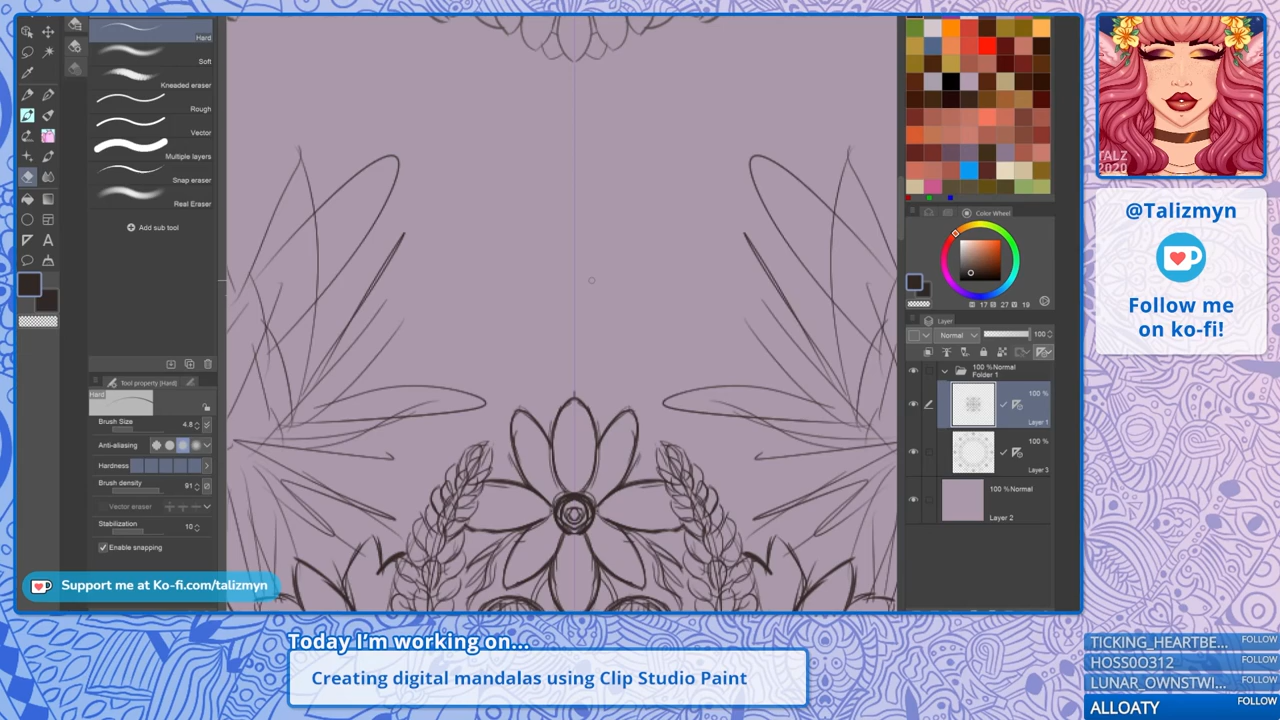 Hard
Soft
Kneaded eraser
Rough
Vector
Multiple layers
Snap eraser
Real Eraser
Add sub tool
Tool property [Hard]
Hard
Brush Size 4.8
Anti-aliasing
Hardness
Brush density 91
Vector eraser
Stabilization 10
Enable snapping
Support me at Ko-fi.com/talizmyn
Color Wheel
17 27 19
Layer
Normal 100
100 %Normal
Folder 1
100 %
Layer 1
100 %
Layer 3
100 %Normal
Layer 2
TALZ
2020
@Talizmyn
Follow me
on ko-fi!
Today I'm working on...
Creating digital mandalas using Clip Studio Paint
TICKING_HEARTBE... FOLLOW
HOSS0O312 FOLLOW
LUNAR_OWNSTWI... FOLLOW
ALLOATY FOLLOW